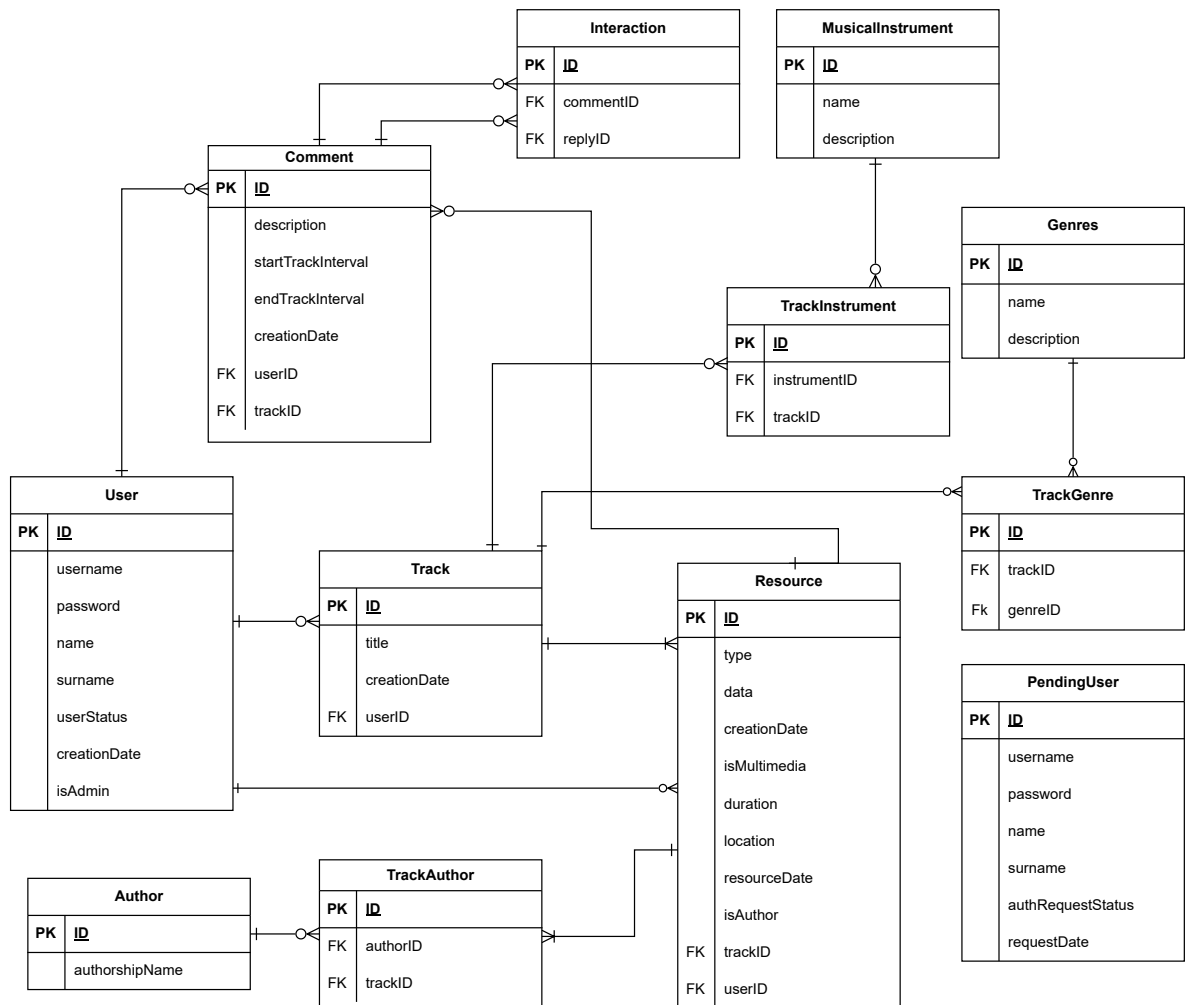 Interaction
PK ID
FK commentID
FK replyID
MusicalInstrument
PK ID
name
description
Comment
PK ID
description
startTrackInterval
endTrackInterval
creationDate
FK userID
FK trackID
Genres
PK ID
name
description
TrackInstrument
PK ID
FK instrumentID
FK trackID
User
PK ID
username
password
name
surname
userStatus
creationDate
isAdmin
Track
PK ID
title
creationDate
FK userID
Resource
PK ID
type
data
creationDate
isMultimedia
duration
location
resourceDate
isAuthor
FK trackID
FK userID
TrackGenre
PK ID
FK trackID
Fk genreID
PendingUser
PK ID
username
password
name
surname
authRequestStatus
requestDate
Author
PK ID
authorshipName
TrackAuthor
PK ID
FK authorID
FK trackID